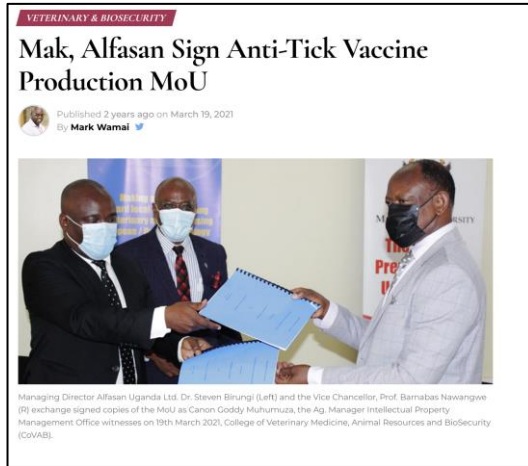 VETERINARY & BIOSECURITY
Mak, Alfasan Sign Anti-Tick Vaccine
Production MoU
Published 2 years ago on March 19, 2021
By Mark Wamai
Managing Director Alfasan Uganda Ltd. Dr. Steven Birungi (Left) and the Vice Chancellor, Prof. Barnabas Nawangwe
(R) exchange signed copies of the MoU as Canon Goddy Muhumuza, the Ag. Manager Intellectual Property
Management Office witnesses on 19th March 2021, College of Veterinary Medicine, Animal Resources and BioSecurity
(CoVAB).